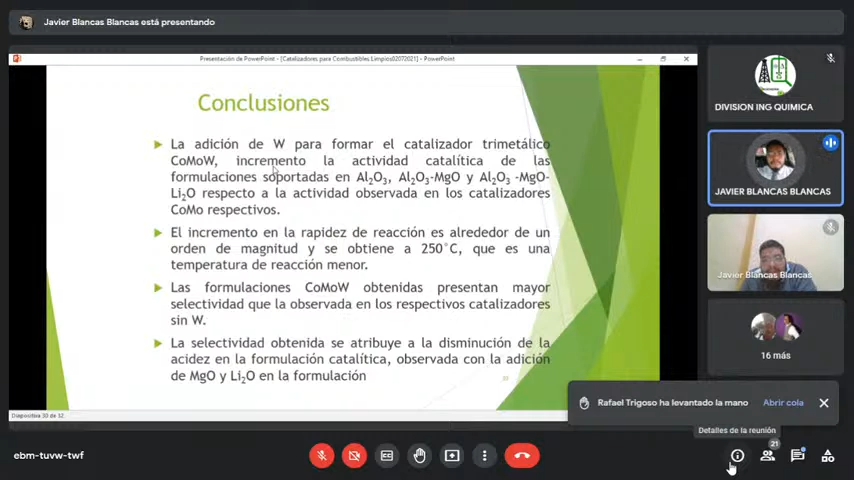 Javier Blancas Blancas está presentando
Presentación de PowerPoint - [Catalizadores para Combustibles Limpios02072021] - PowerPoint
Conclusiones
La adición de W para formar el catalizador trimetálico
CoMoW, incremento la actividad catalítica de las
formulaciones soportadas en Al₂O₃, Al₂O₃-MgO y Al₂O₃ -MgO-
Li₂O respecto a la actividad observada en los catalizadores
CoMo respectivos.
El incremento en la rapidez de reacción es alrededor de un
orden de magnitud y se obtiene a 250°C, que es una
temperatura de reacción menor.
Las formulaciones CoMoW obtenidas presentan mayor
selectividad que la observada en los respectivos catalizadores
sin W.
La selectividad obtenida se atribuye a la disminución de la
acidez en la formulación catalítica, observada con la adición
de MgO y Li₂O en la formulación
Diapositiva 30 de 32
DIVISION ING QUIMICA
JAVIER BLANCAS BLANCAS
Javier Blancas Blancas
16 más
Rafael Trigoso ha levantado la mano
Abrir cola
Detalles de la reunión
ebm-tuvw-twf
21